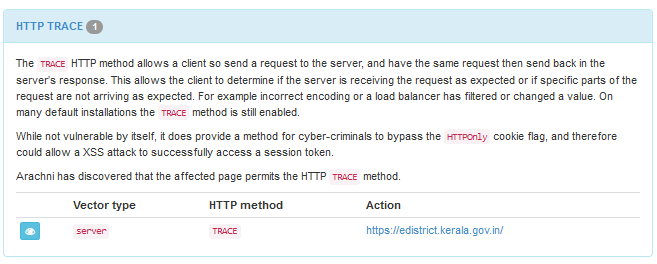 HTTP TRACE 1
The TRACE HTTP method allows a client so send a request to the server, and have the same request then send back in the
server's response. This allows the client to determine if the server is receiving the request as expected or if specific parts of the
request are not arriving as expected. For example incorrect encoding or a load balancer has filtered or changed a value. On
many default installations the TRACE method is still enabled.
While not vulnerable by itself, it does provide a method for cyber-criminals to bypass the HTTPOnly cookie flag, and therefore
could allow a XSS attack to successfully access a session token.
Arachni has discovered that the affected page permits the HTTP TRACE method.
Vector type HTTP method Action
server TRACE https://edistrict.kerala.gov.in/